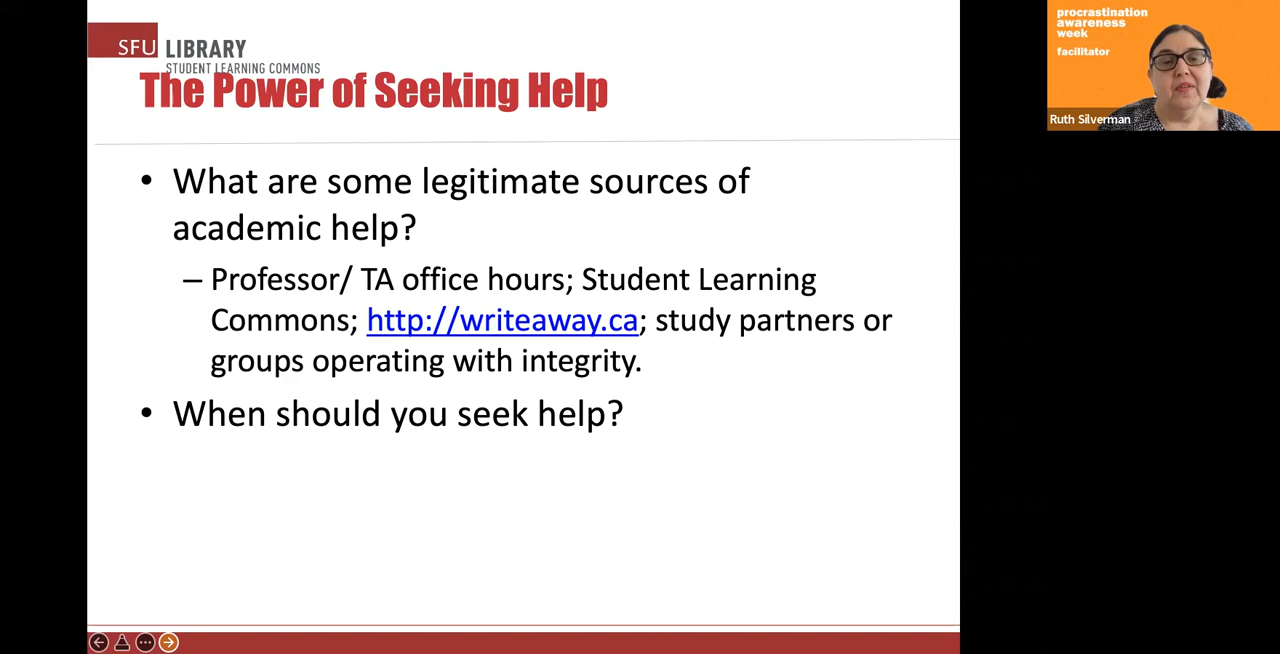 SFU LIBRARY
STUDENT LEARNING COMMONS
The Power of Seeking Help
• What are some legitimate sources of
academic help?
– Professor/ TA office hours; Student Learning
Commons; http://writeaway.ca; study partners or
groups operating with integrity.
• When should you seek help?
procrastination
awareness
week
facilitator
Ruth Silverman